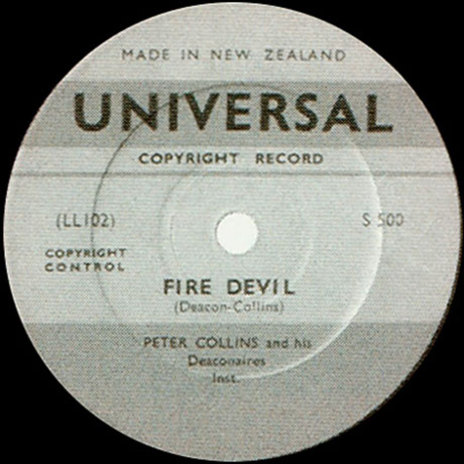 MADE IN NEW ZEALAND
UNIVERSAL
COPYRIGHT RECORD
(LL102) S 500
COPYRIGHT
CONTROL
FIRE DEVIL
(Deacon-Collins)
PETER COLLINS and his
Deaconaires
Inst.